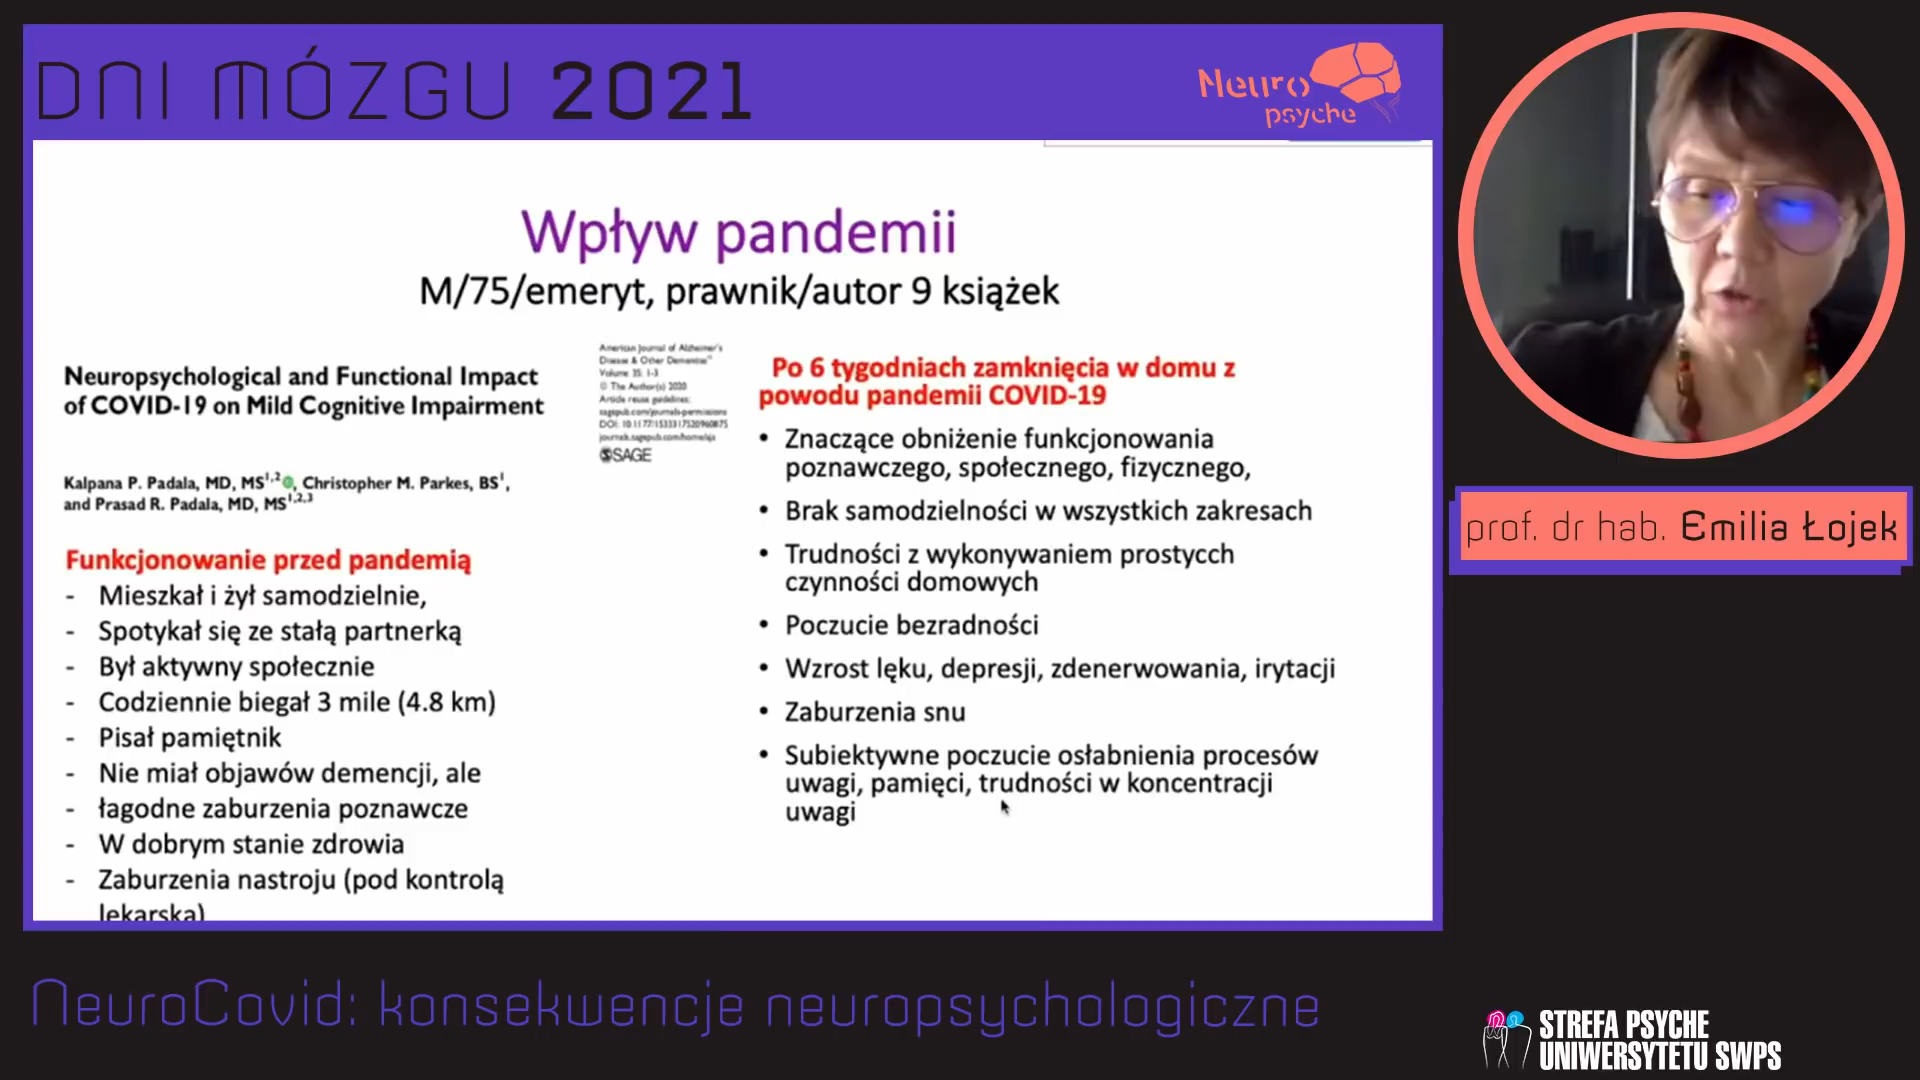 DNI MÓZGU 2021
Neuro
psyche
Wpływ pandemii
M/75/emeryt, prawnik/autor 9 książek
Neuropsychological and Functional Impact
of COVID-19 on Mild Cognitive Impairment
American Journal of Alzheimer's
Disease & Other Dementias
Volume 35: 1-3
© The Author(s) 2020
Article reuse guidelines:
sagepub.com/journals-permissions
DOI: 10.1177/1533317520960875
journals.sagepub.com/home/aja
SAGE
Kalpana P. Padala, MD, MS1,2, Christopher M. Parkes, BS1,
and Prasad R. Padala, MD, MS1,2,3
Funkcjonowanie przed pandemią
- Mieszkał i żył samodzielnie,
- Spotykał się ze stałą partnerką
- Był aktywny społecznie
- Codziennie biegał 3 mile (4.8 km)
- Pisał pamiętnik
- Nie miał objawów demencji, ale
- łagodne zaburzenia poznawcze
- W dobrym stanie zdrowia
- Zaburzenia nastroju (pod kontrolą
lekarską)
Po 6 tygodniach zamknięcia w domu z
powodu pandemii COVID-19
• Znaczące obniżenie funkcjonowania
poznawczego, społecznego, fizycznego,
• Brak samodzielności w wszystkich zakresach
• Trudności z wykonywaniem prostycch
czynności domowych
• Poczucie bezradności
• Wzrost lęku, depresji, zdenerwowania, irytacji
• Zaburzenia snu
• Subiektywne poczucie osłabnienia procesów
uwagi, pamięci, trudności w koncentracji
uwagi
prof. dr hab. Emilia Łojek
NeuroCovid: konsekwencje neuropsychologiczne
STREFA PSYCHE
UNIWERSYTETU SWPS